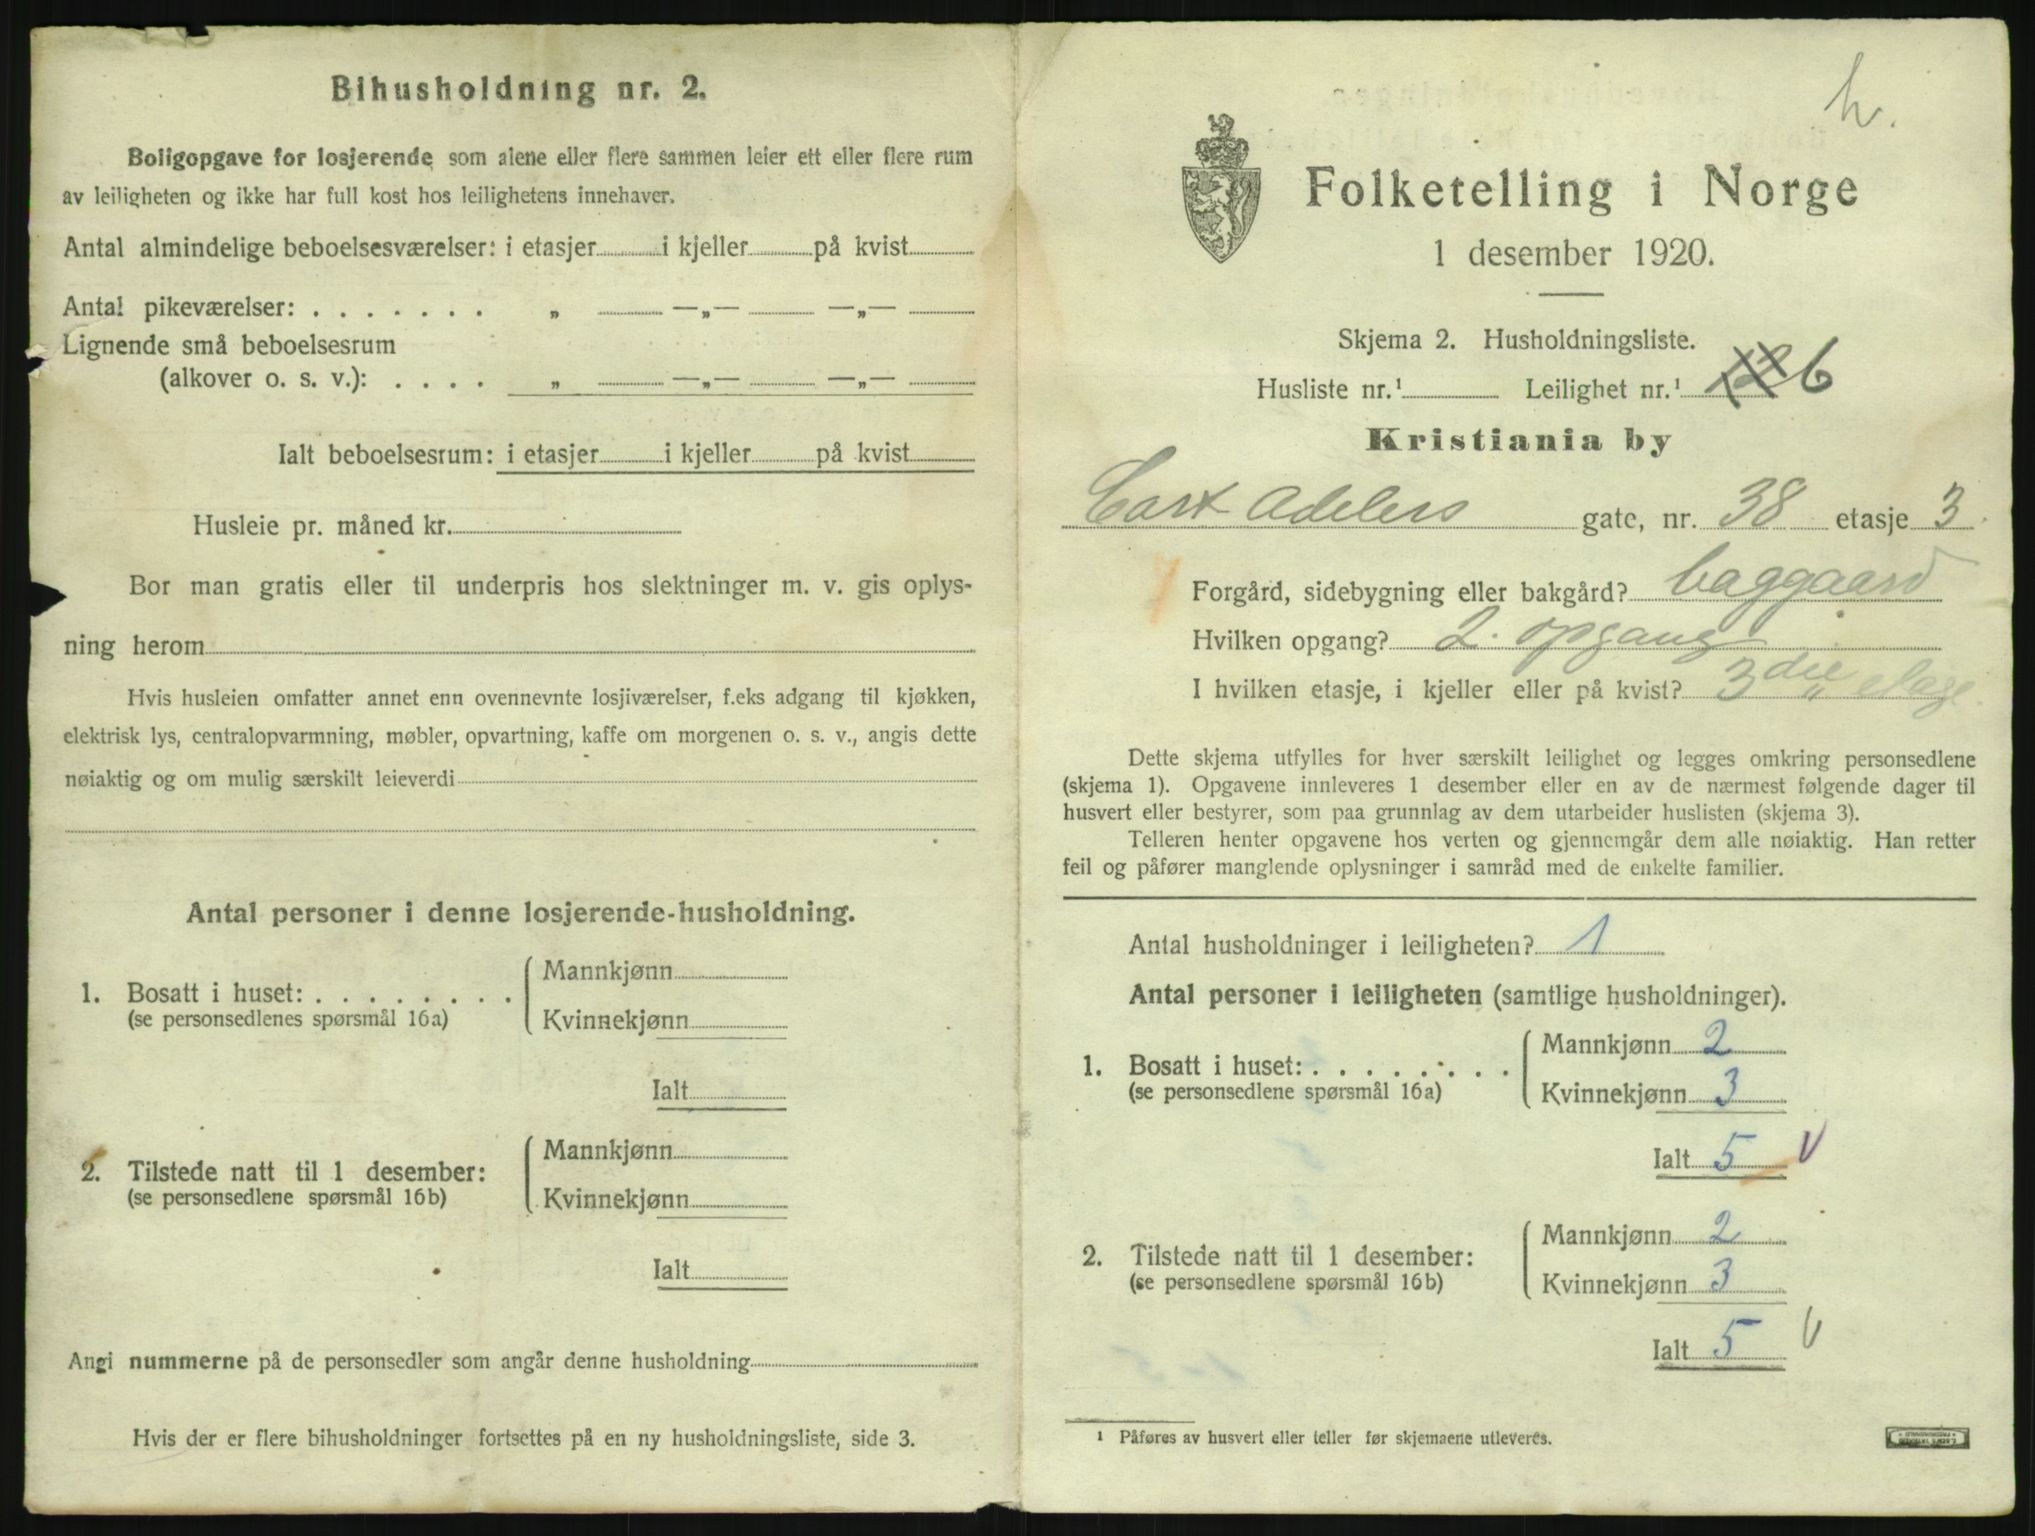 Bihusholdning nr. 2.
Boligopgave for losjerende som alene eller flere sammen leier ett eller flere rum
av leiligheten og ikke har full kost hos leilighetens innehaver.
Antal almindelige beboelsesværelser: i etasjer i kjeller på kvist
Antal pikeværelser: . . . . . . . „ —„— —„—
Lignende små beboelsesrum
(alkover o. s. v.): . . . . „ —„— —„—
Ialt beboelsesrum: i etasjer i kjeller på kvist
Husleie pr. måned kr.
Bor man gratis eller til underpris hos slektninger m. v. gis oplys-
ning herom
Hvis husleien omfatter annet enn ovennevnte losjiværelser, f.eks adgang til kjøkken,
elektrisk lys, centralopvarmning, møbler, opvartning, kaffe om morgenen o. s. v., angis dette
nøiaktig og om mulig særskilt leieverdi
Antal personer i denne losjerende-husholdning.
Mannkjønn
1. Bosatt i huset: . . . . . . . .
(se personsedlenes spørsmål 16a)
Kvinnekjønn
Ialt
Mannkjønn
2. Tilstede natt til 1 desember:
(se personsedlene spørsmål 16b)
Kvinnekjønn
Ialt
Angi nummerne på de personsedler som angår denne husholdning
Hvis der er flere bihusholdninger fortsettes på en ny husholdningsliste, side 3.
h.
Folketelling i Norge
1 desember 1920.
Skjema 2. Husholdningsliste.
Husliste nr.¹ Leilighet nr.¹ 6
Kristiania by
Cort Adelers gate, nr. 38 etasje 3
Forgård, sidebygning eller bakgård? baggaard
Hvilken opgang? 2. opgang
I hvilken etasje, i kjeller eller på kvist? 3die etage.
Dette skjema utfylles for hver særskilt leilighet og legges omkring personsedlene
(skjema 1). Opgavene innleveres 1 desember eller en av de nærmest følgende dager til
husvert eller bestyrer, som paa grunnlag av dem utarbeider huslisten (skjema 3).
Telleren henter opgavene hos verten og gjennemgår dem alle nøiaktig. Han retter
feil og påfører manglende oplysninger i samråd med de enkelte familier.
Antal husholdninger i leiligheten? 1
Antal personer i leiligheten (samtlige husholdninger).
Mannkjønn 2
1. Bosatt i huset: . . . . . . . .
(se personsedlene spørsmål 16a)
Kvinnekjønn 3
Ialt 5 V
Mannkjønn 2
2. Tilstede natt til 1 desember:
(se personsedlene spørsmål 16b)
Kvinnekjønn 3
Ialt 5 V
¹ Påføres av husvert eller teller før skjemaene utleveres.